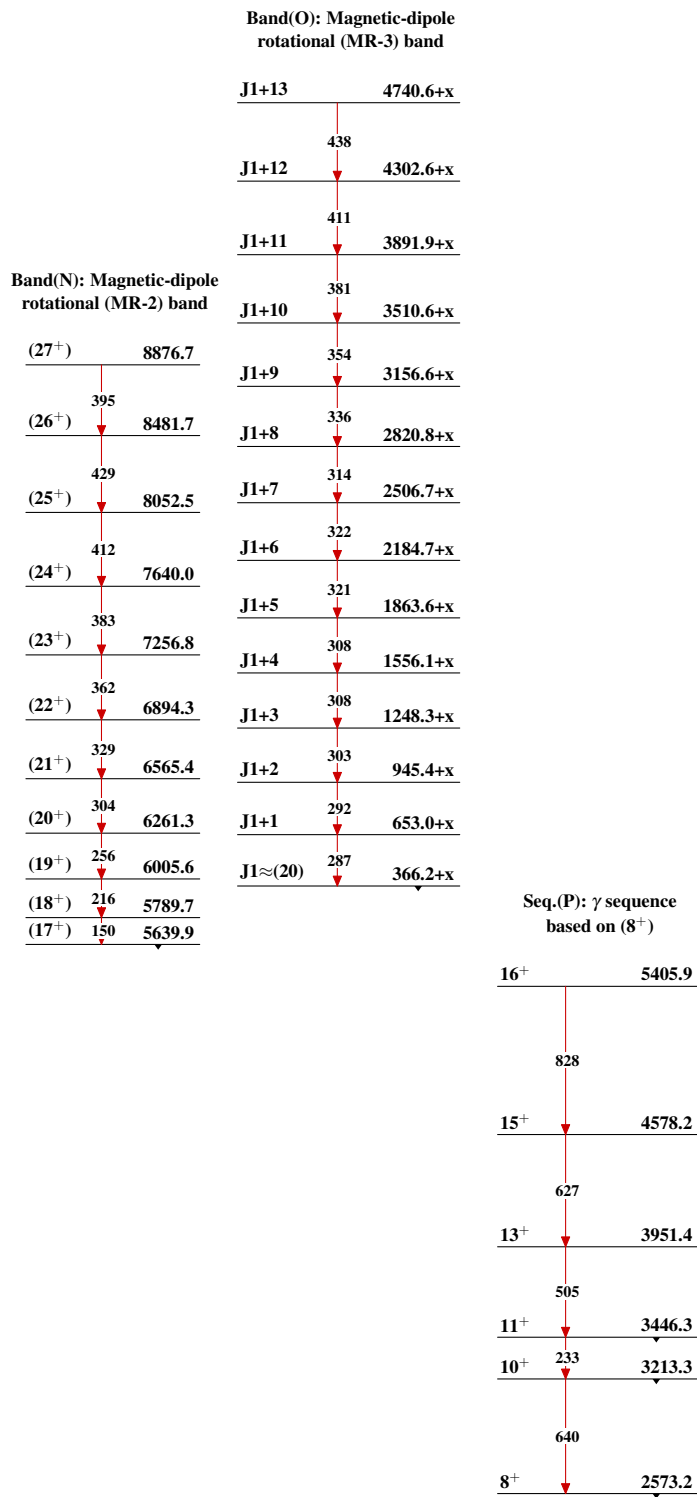 Band(O): Magnetic-dipole
rotational (MR-3) band
J1+13 4740.6+x
438
J1+12 4302.6+x
411
J1+11 3891.9+x
381
J1+10 3510.6+x
354
J1+9 3156.6+x
336
J1+8 2820.8+x
314
J1+7 2506.7+x
322
J1+6 2184.7+x
321
J1+5 1863.6+x
308
J1+4 1556.1+x
308
J1+3 1248.3+x
303
J1+2 945.4+x
292
J1+1 653.0+x
287
J1≈(20) 366.2+x
Band(N): Magnetic-dipole
rotational (MR-2) band
(27⁺) 8876.7
395
(26⁺) 8481.7
429
(25⁺) 8052.5
412
(24⁺) 7640.0
383
(23⁺) 7256.8
362
(22⁺) 6894.3
329
(21⁺) 6565.4
304
(20⁺) 6261.3
256
(19⁺) 6005.6
216
(18⁺) 5789.7
150
(17⁺) 5639.9
Seq.(P): γ sequence
based on (8⁺)
16⁺ 5405.9
828
15⁺ 4578.2
627
13⁺ 3951.4
505
11⁺ 3446.3
233
10⁺ 3213.3
640
8⁺ 2573.2